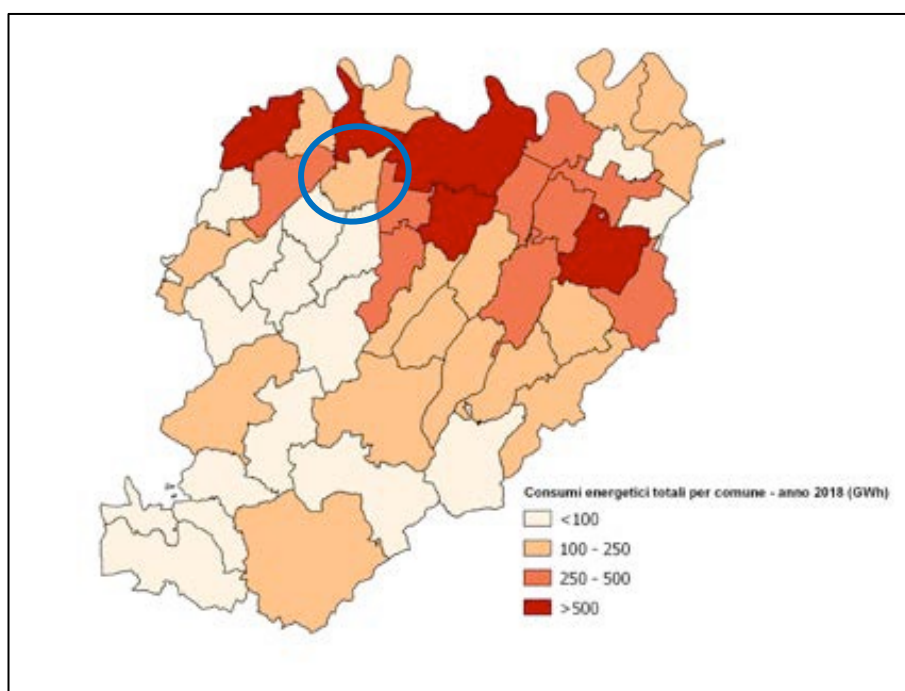 Consumi energetici totali per comune - anno 2018 (GWh)
<100
100 - 250
250 - 500
>500